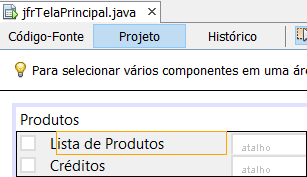 jfrTelaPrincipal.java
Código-Fonte Projeto Histórico
Para selecionar vários componentes em uma áre
Produtos
Lista de Produtos atalho
Créditos atalho